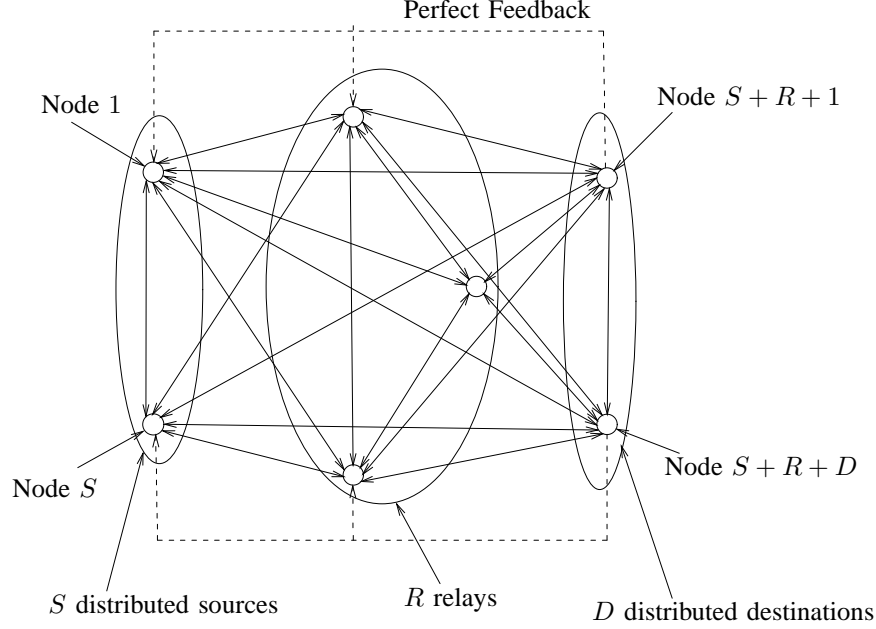 Perfect Feedback
Node 1
Node S + R + 1
Node S
Node S + R + D
S distributed sources
R relays
D distributed destinations